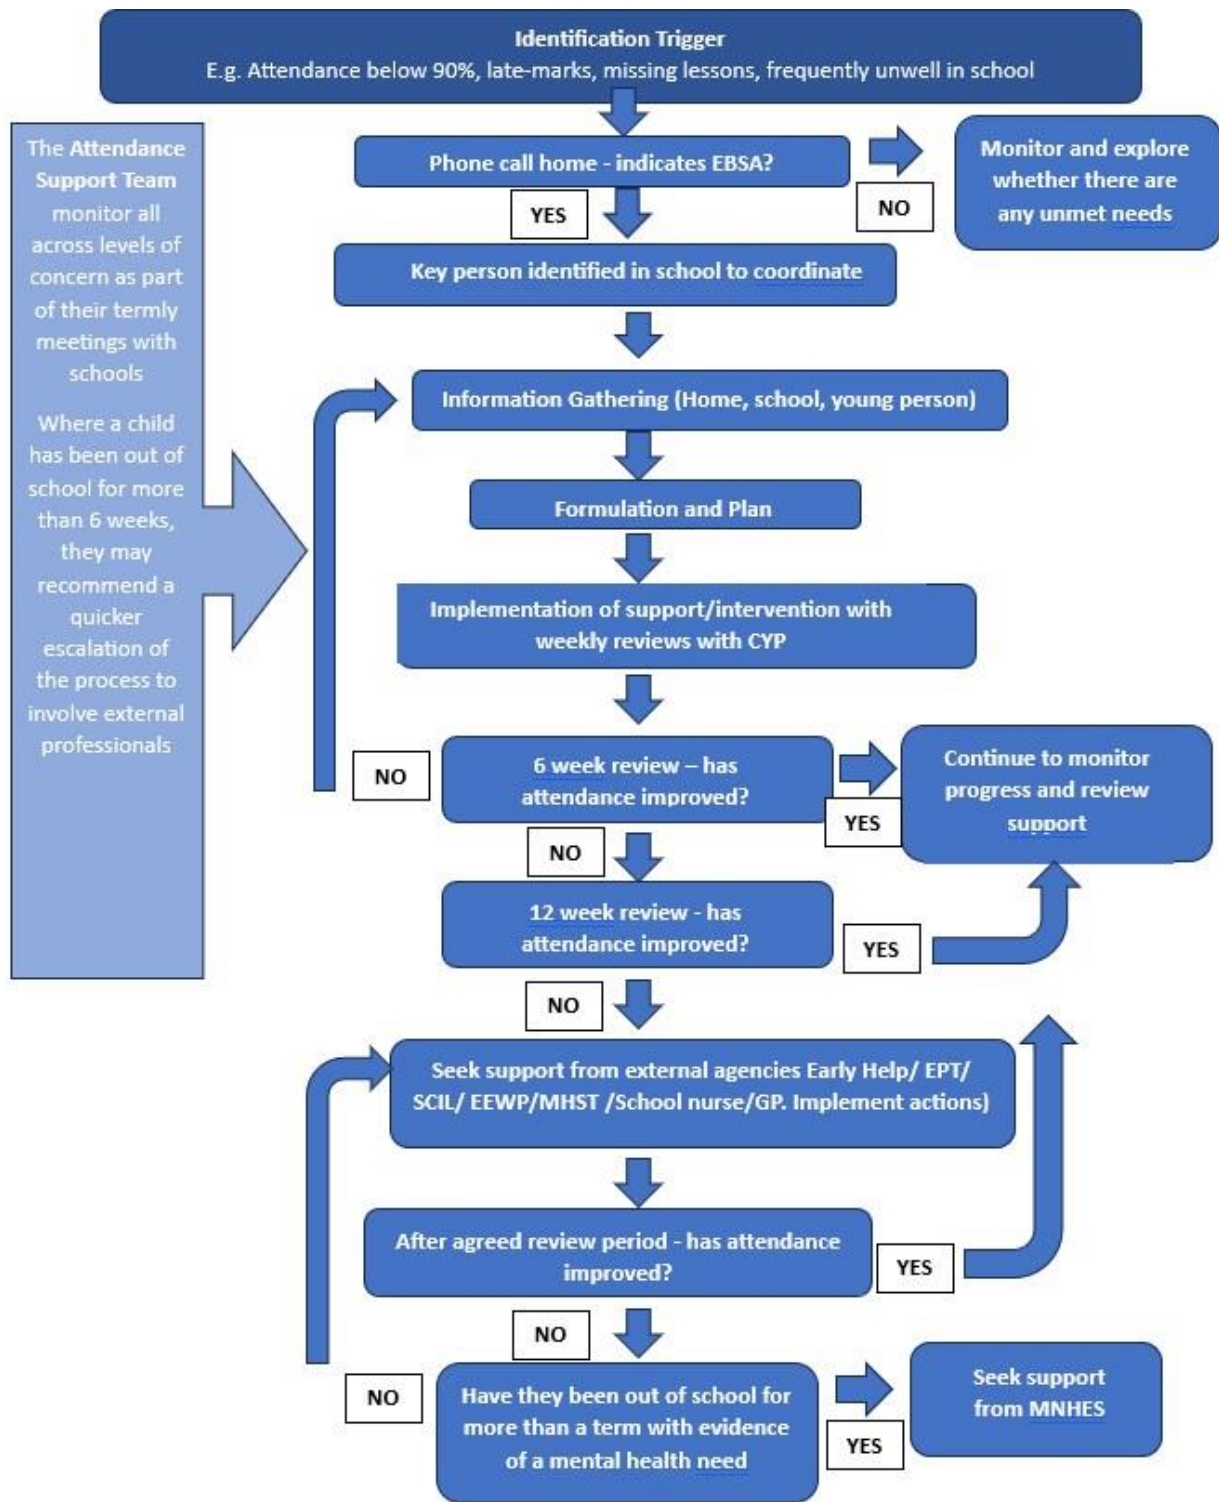 Identification Trigger
E.g. Attendance below 90%, late-marks, missing lessons, frequently unwell in school
The Attendance
Support Team
monitor all
across levels of
concern as part
of their termly
meetings with
schools
Where a child
has been out of
school for more
than 6 weeks,
they may
recommend a
quicker
escalation of
the process to
involve external
professionals
Phone call home - indicates EBSA?
NO
Monitor and explore
whether there are
any unmet needs
YES
Key person identified in school to coordinate
Information Gathering (Home, school, young person)
Formulation and Plan
Implementation of support/intervention with
weekly reviews with CYP
NO
6 week review – has
attendance improved?
YES
Continue to monitor
progress and review
support
NO
12 week review - has
attendance improved?
YES
NO
Seek support from external agencies Early Help/ EPT/
SCIL/ EEWP/MHST /School nurse/GP. Implement actions)
After agreed review period - has attendance
improved?
YES
NO
NO
Have they been out of school for
more than a term with evidence
of a mental health need
YES
Seek support
from MNHES